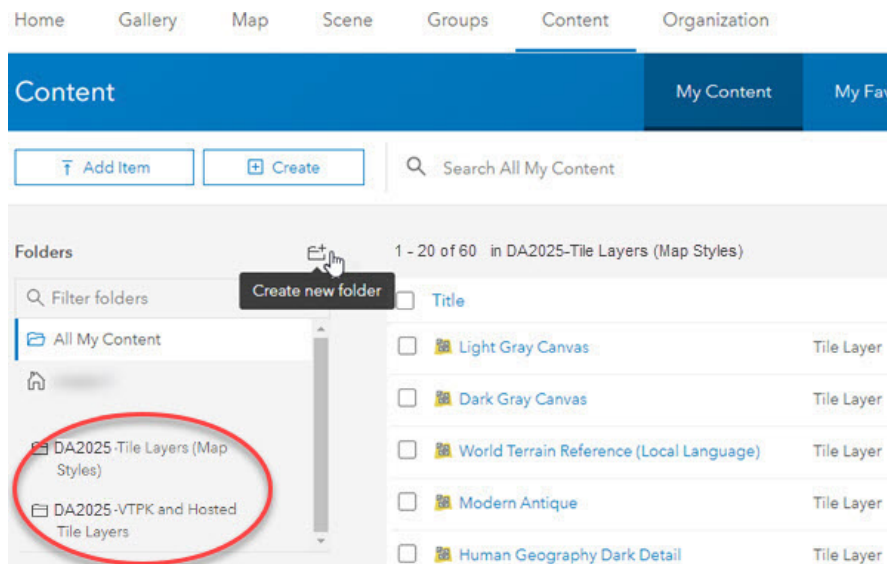 Home Gallery Map Scene Groups Content Organization
Content My Content My Fav
Add Item Create Search All My Content
Folders 1 - 20 of 60 in DA2025-Tile Layers (Map Styles)
Filter folders Create new folder Title
All My Content Light Gray Canvas Tile Layer
Dark Gray Canvas Tile Layer
DA2025-Tile Layers (Map
Styles)
World Terrain Reference (Local Language) Tile Layer
DA2025-VTPK and Hosted
Tile Layers
Modern Antique Tile Layer
Human Geography Dark Detail Tile Layer